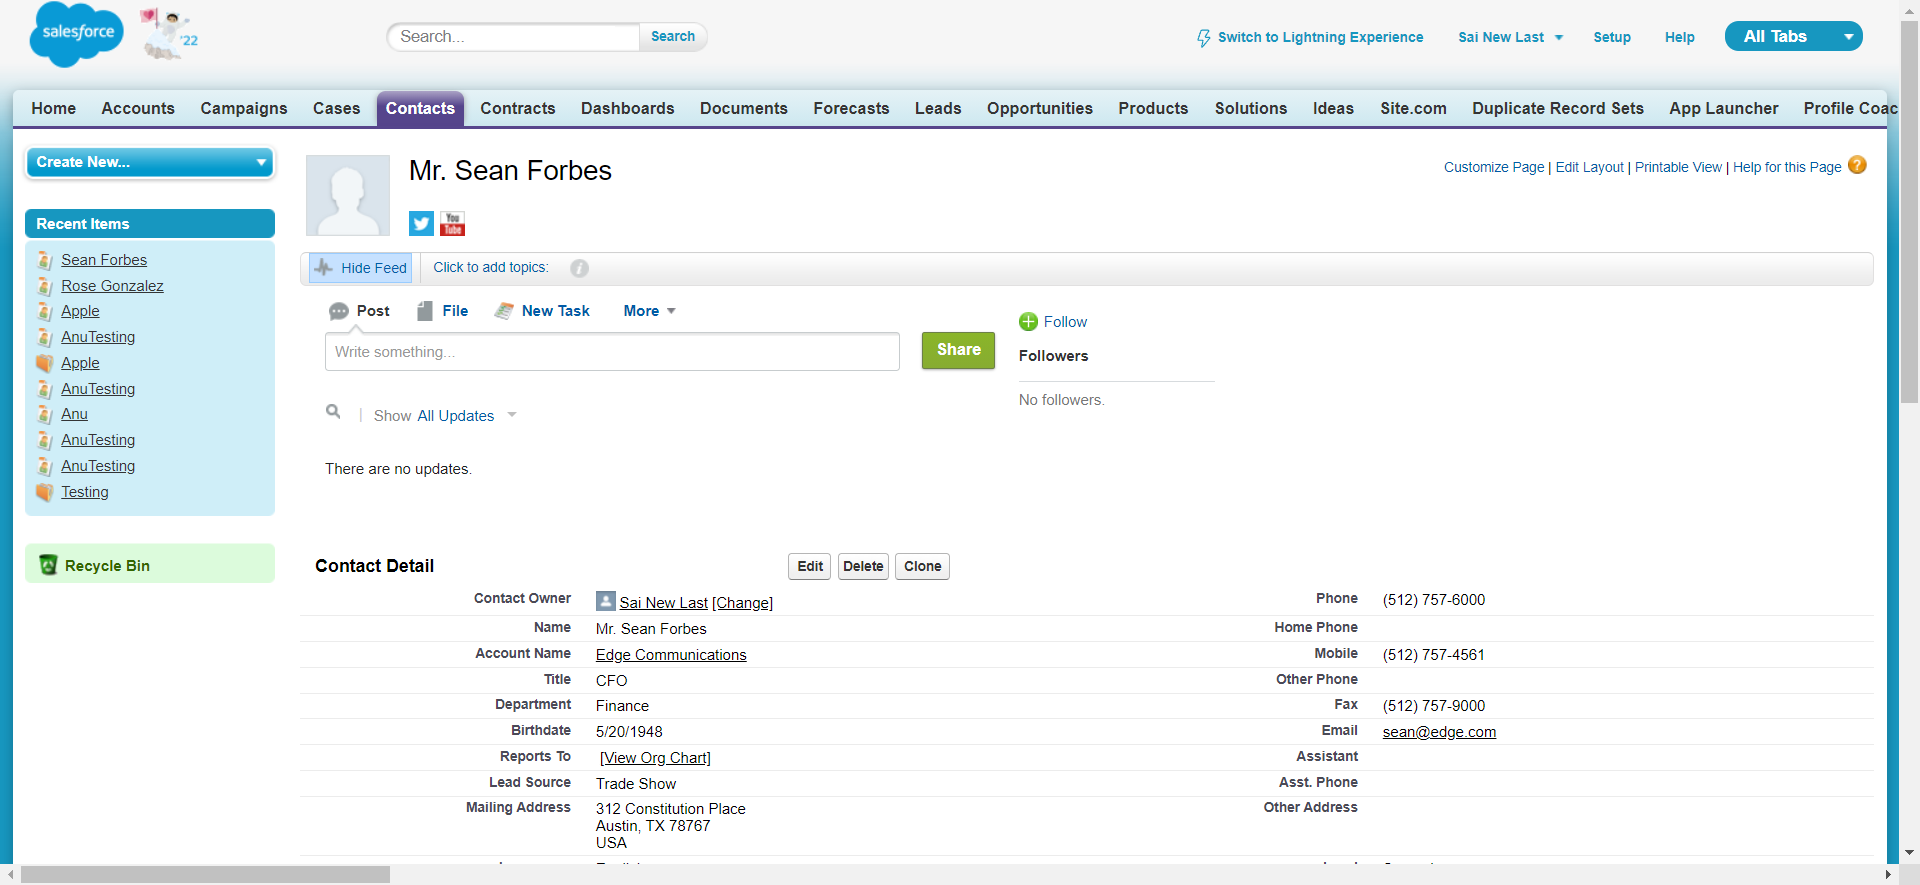 salesforce
'22
Search...
Search
Switch to Lightning Experience
Sai New Last
Setup
Help
All Tabs
Home Accounts Campaigns Cases Contacts Contracts Dashboards Documents Forecasts Leads Opportunities Products Solutions Ideas Site.com Duplicate Record Sets App Launcher Profile Coac
Create New...
Recent Items
Sean Forbes
Rose Gonzalez
Apple
AnuTesting
Apple
AnuTesting
Anu
AnuTesting
AnuTesting
Testing
Recycle Bin
Mr. Sean Forbes
Customize Page | Edit Layout | Printable View | Help for this Page ?
You
Tube
Hide Feed
Click to add topics: i
Post File New Task More
Write something...
Share
Follow
Followers
No followers.
Show All Updates
There are no updates.
Contact Detail
Edit Delete Clone
Contact Owner Sai New Last [Change] Phone (512) 757-6000
Name Mr. Sean Forbes Home Phone
Account Name Edge Communications Mobile (512) 757-4561
Title CFO Other Phone
Department Finance Fax (512) 757-9000
Birthdate 5/20/1948 Email sean@edge.com
Reports To [View Org Chart] Assistant
Lead Source Trade Show Asst. Phone
Mailing Address 312 Constitution Place Other Address
Austin, TX 78767
USA